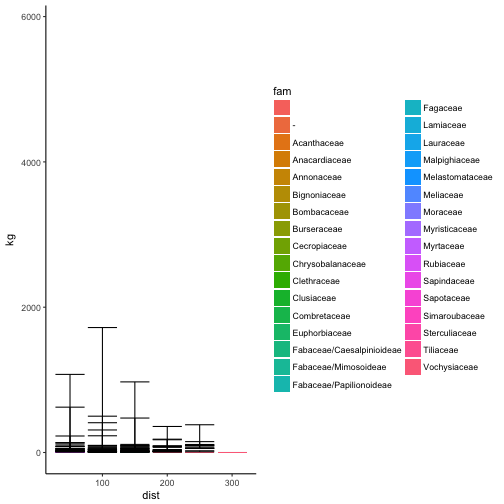 6000
4000
2000
0
kg
100
200
300
dist
fam
-
Acanthaceae
Anacardiaceae
Annonaceae
Bignoniaceae
Bombacaceae
Burseraceae
Cecropiaceae
Chrysobalanaceae
Clethraceae
Clusiaceae
Combretaceae
Euphorbiaceae
Fabaceae/Caesalpinioideae
Fabaceae/Mimosoideae
Fabaceae/Papilionoideae
Fagaceae
Lamiaceae
Lauraceae
Malpighiaceae
Melastomataceae
Meliaceae
Moraceae
Myristicaceae
Myrtaceae
Rubiaceae
Sapindaceae
Sapotaceae
Simaroubaceae
Sterculiaceae
Tiliaceae
Vochysiaceae